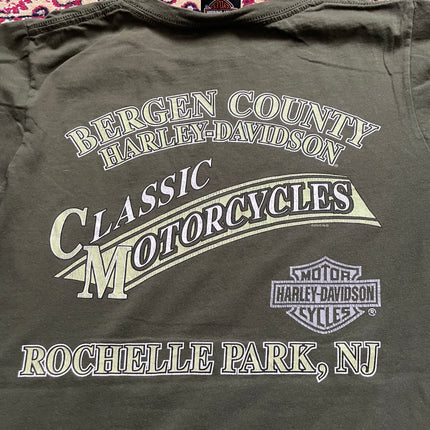 BERGEN COUNTY
HARLEY-DAVIDSON
CLASSIC
MOTORCYCLES
MOTOR
HARLEY-DAVIDSON
CYCLES
®
ROCHELLE PARK, NJ